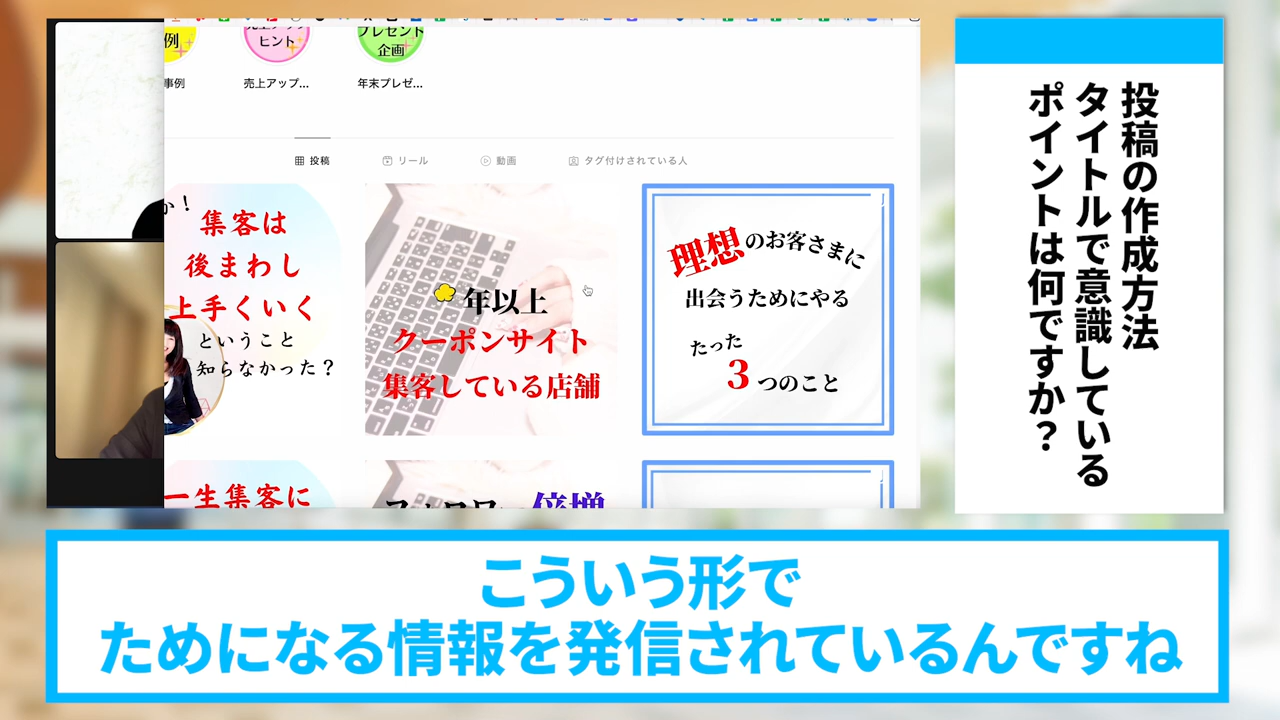 例
ヒント
プレゼント
企画
事例
売上アップ...
年末プレゼ...
投稿
リール
動画
タグ付けされている人
か！
集客は
後まわし
上手くいく
ということ
知らなかった？
年以上
クーポンサイト
集客している店舗
理想のお客さまに
出会うためにやる
たった
3つのこと
一生集客に
フォロワー倍増
投稿の作成方法
タイトルで意識している
ポイントは何ですか？
こういう形で
ためになる情報を発信されているんですね